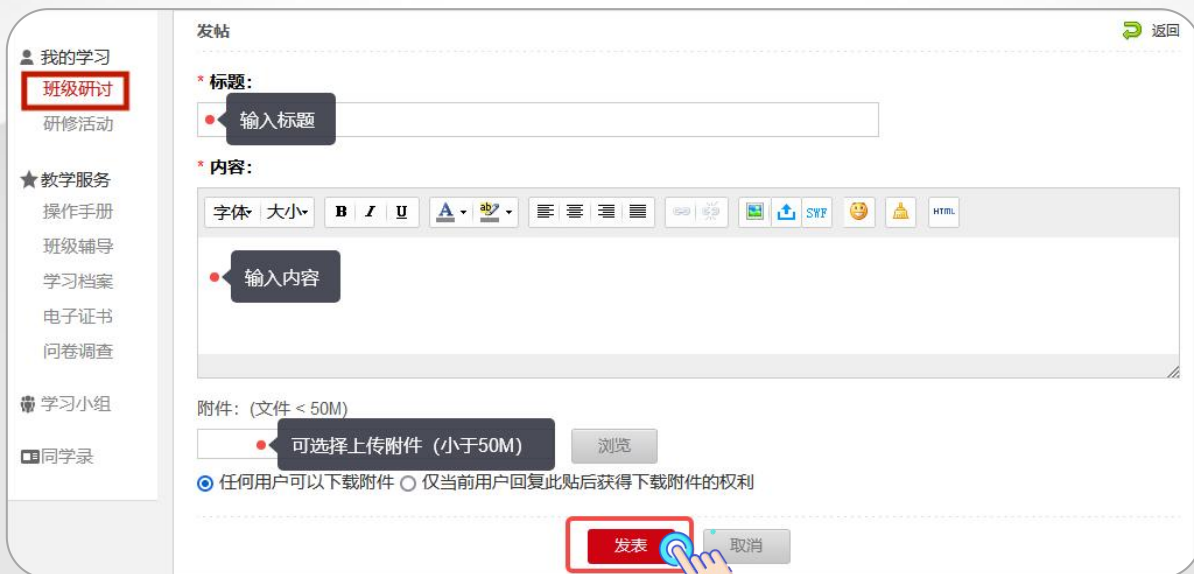 我的学习
班级研讨
研修活动
教学服务
操作手册
班级辅导
学习档案
电子证书
问卷调查
学习小组
同学录
发帖
返回
* 标题：
输入标题
* 内容：
字体 大小 B I U A ab SWF HTML
输入内容
附件：(文件 < 50M)
可选择上传附件（小于50M） 浏览
任何用户可以下载附件 仅当前用户回复此贴后获得下载附件的权利
发表 取消